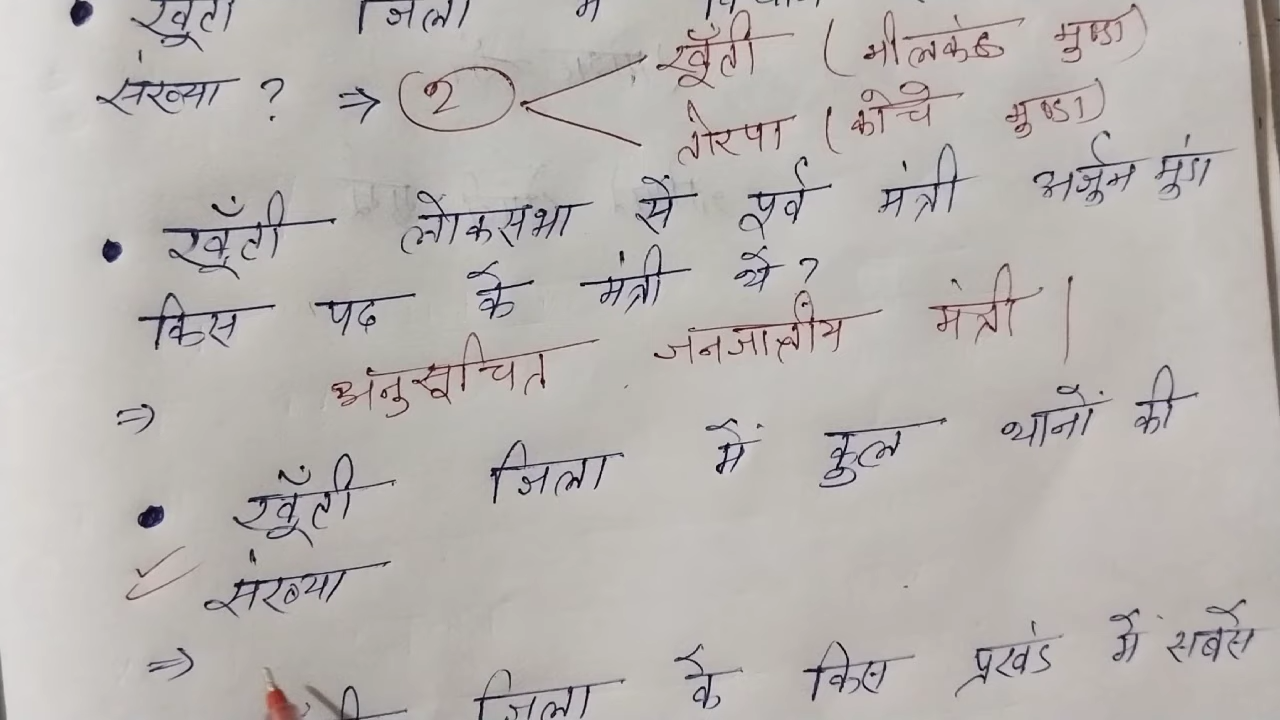 • खूँटी जिला में
खूँटी (नीलकंठ मुण्डा)
संख्या ? ⇒ 2
तोरपा (कोचे मुण्डा)
• खूँटी लोकसभा से पूर्व मंत्री अर्जुन मुंडा
किस पद के मंत्री थे ?
⇒ अनुसूचित जनजातीय मंत्री |
• खूँटी जिला में कुल थानों की
संख्या
⇒
जिला के किस प्रखंड में सबसे